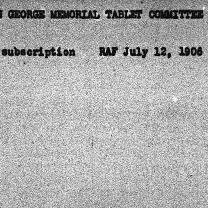 GEORGE MEMORIAL TABLET COMMITTEE
subscription RAF July 12, 1906